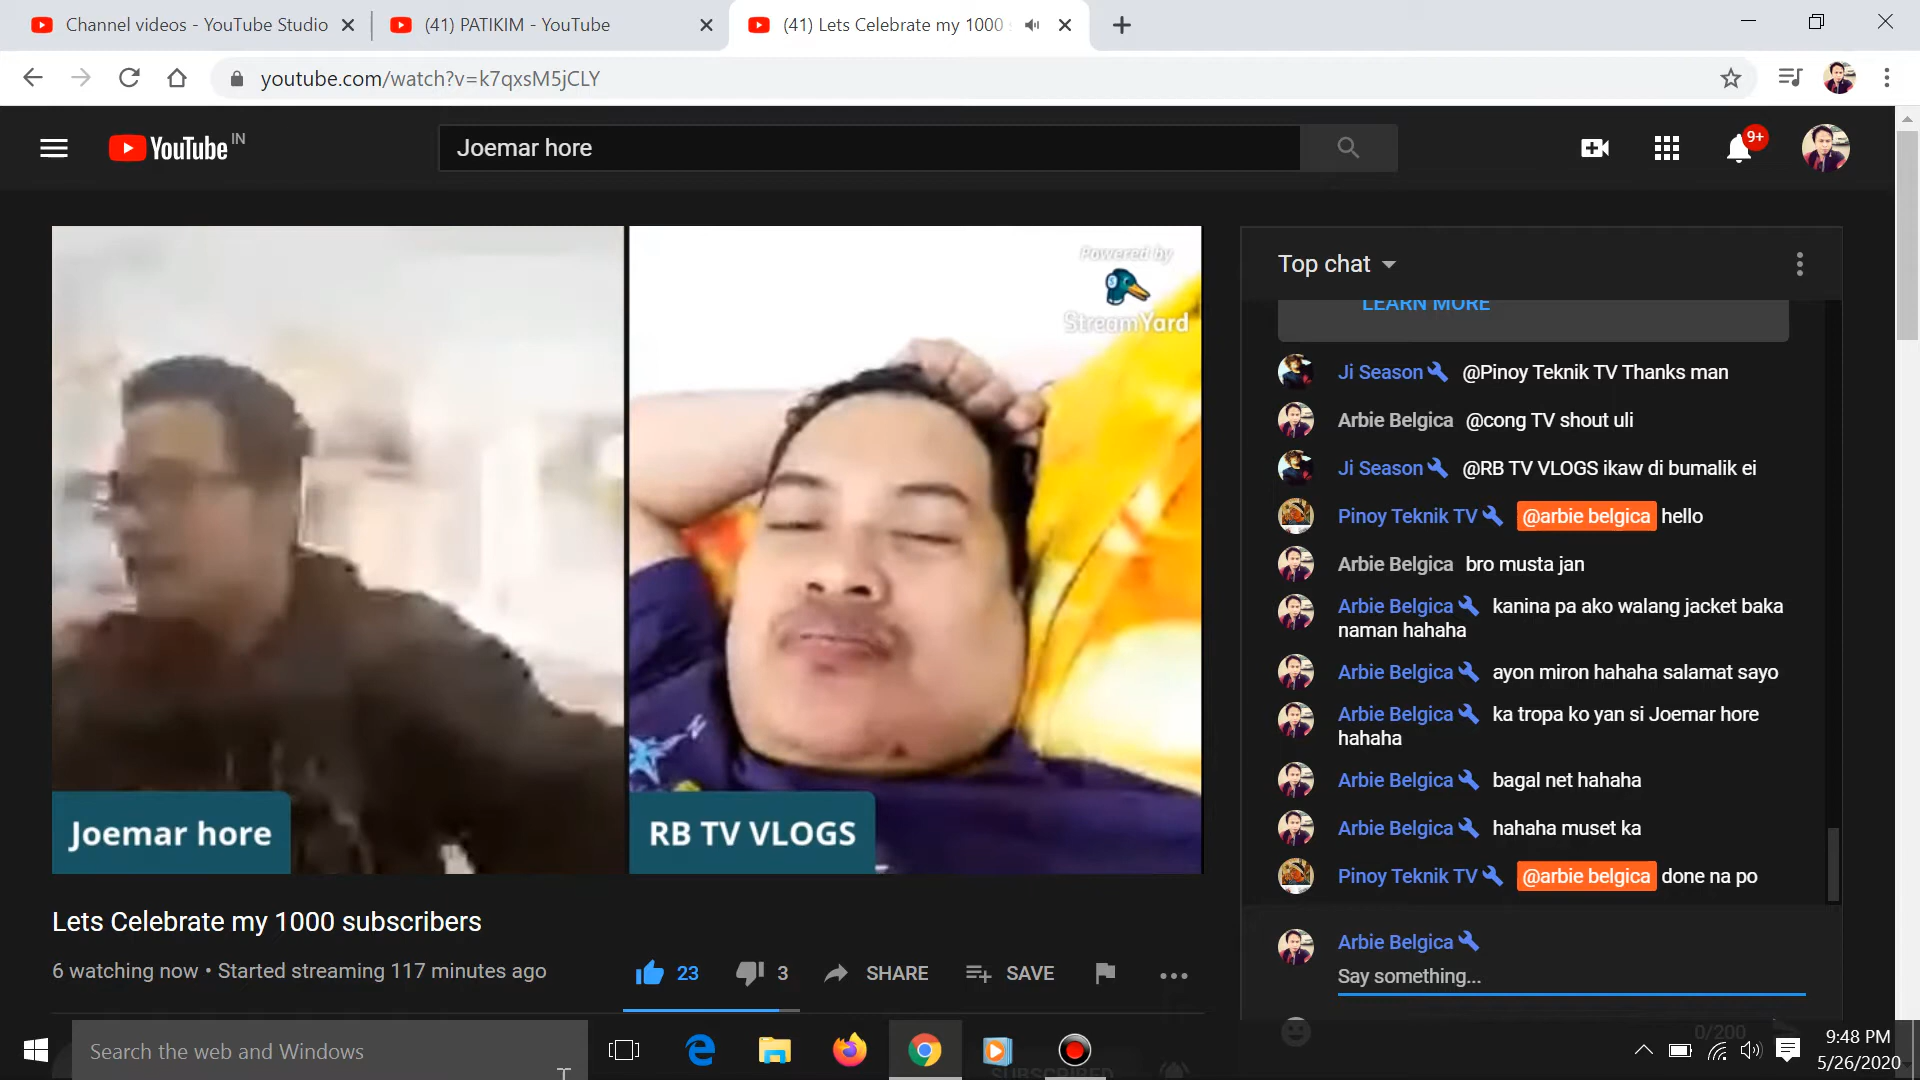 Channel videos - YouTube Studio
(41) PATIKIM - YouTube
(41) Lets Celebrate my 1000
youtube.com/watch?v=k7qxsM5jCLY
YouTube IN
Joemar hore
9+
Powered by
StreamYard
Joemar hore
RB TV VLOGS
Lets Celebrate my 1000 subscribers
6 watching now • Started streaming 117 minutes ago
23
3
SHARE
SAVE
Top chat
LEARN MORE
Ji Season @Pinoy Teknik TV Thanks man
Arbie Belgica @cong TV shout uli
Ji Season @RB TV VLOGS ikaw di bumalik ei
Pinoy Teknik TV @arbie belgica hello
Arbie Belgica bro musta jan
Arbie Belgica kanina pa ako walang jacket baka
naman hahaha
Arbie Belgica ayon miron hahaha salamat sayo
Arbie Belgica ka tropa ko yan si Joemar hore
hahaha
Arbie Belgica bagal net hahaha
Arbie Belgica hahaha muset ka
Pinoy Teknik TV @arbie belgica done na po
Arbie Belgica
Say something...
0/200
SUBSCRIBED
Search the web and Windows
9:48 PM
5/26/2020